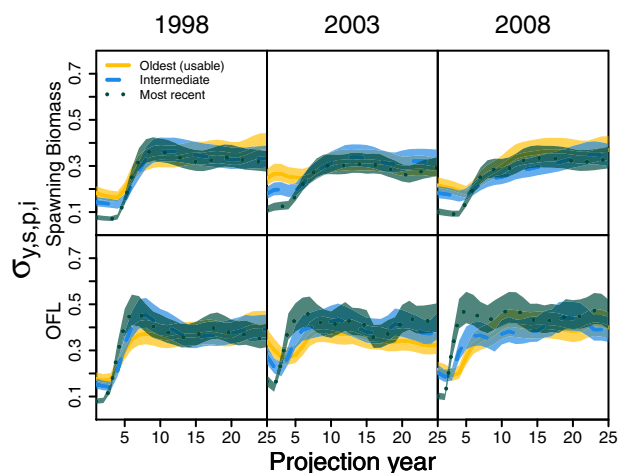 1998 2003 2008
Oldest (usable)
Intermediate
Most recent
0.7
0.5
0.3
0.1
Spawning Biomass
σy,s,p,i
0.7
0.5
0.3
0.1
OFL
5 10 15 20 25 5 10 15 20 25 5 10 15 20 25
Projection year